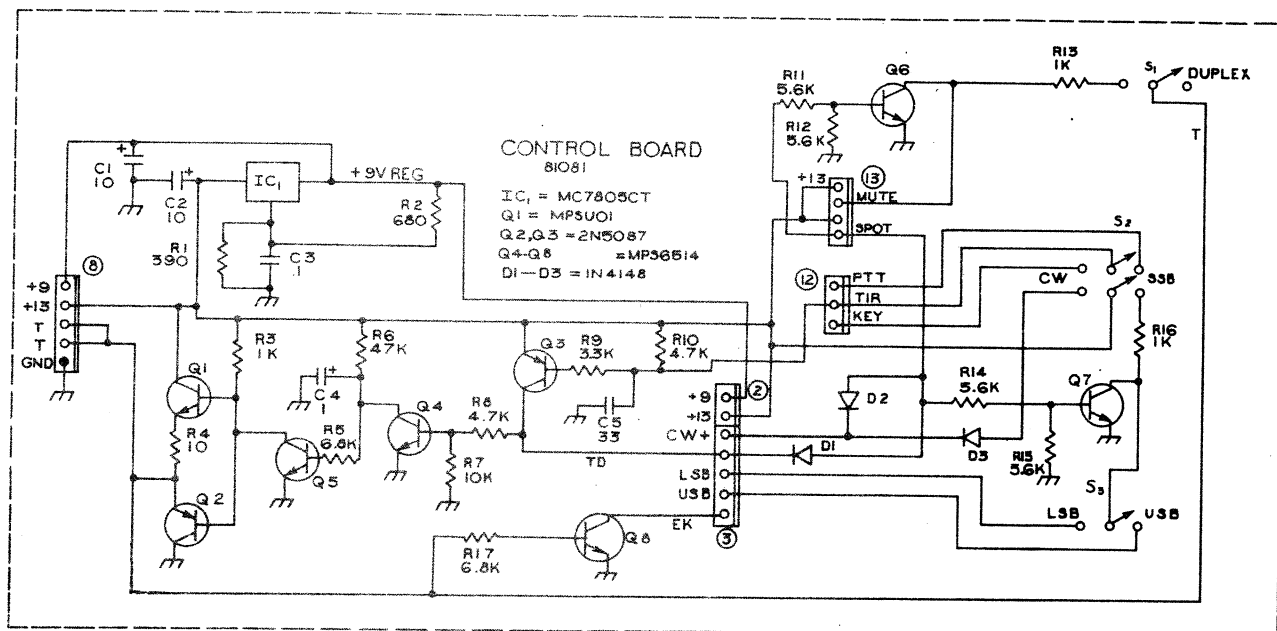 CONTROL BOARD
81081
IC1 = MC7805CT
Q1 = MPSU01
Q2,Q3 = 2N5087
Q4-Q8 = MPS6514
D1-D3 = 1N4148
+
C1
10
+
C2
10
IC1
+9V REG
R2
680
R1
390
C3
.1
8
+9
+13
T
T
GND
Q1
R3
1K
R4
10
Q2
R6
47K
+
C4
1
R5
6.8K
Q5
Q4
R8
4.7K
R7
10K
Q3
R9
3.3K
R10
4.7K
C5
33
TD
R17
6.8K
Q8
EK
2
+9
+13
CW+
LSB
USB
3
R11
5.6K
R12
5.6K
Q6
R13
1K
S1
DUPLEX
T
13
+13
MUTE
SPOT
12
PTT
TIR
KEY
S2
CW
SSB
R16
1K
D2
R14
5.6K
Q7
D1
D3
R15
5.6K
S3
LSB
USB